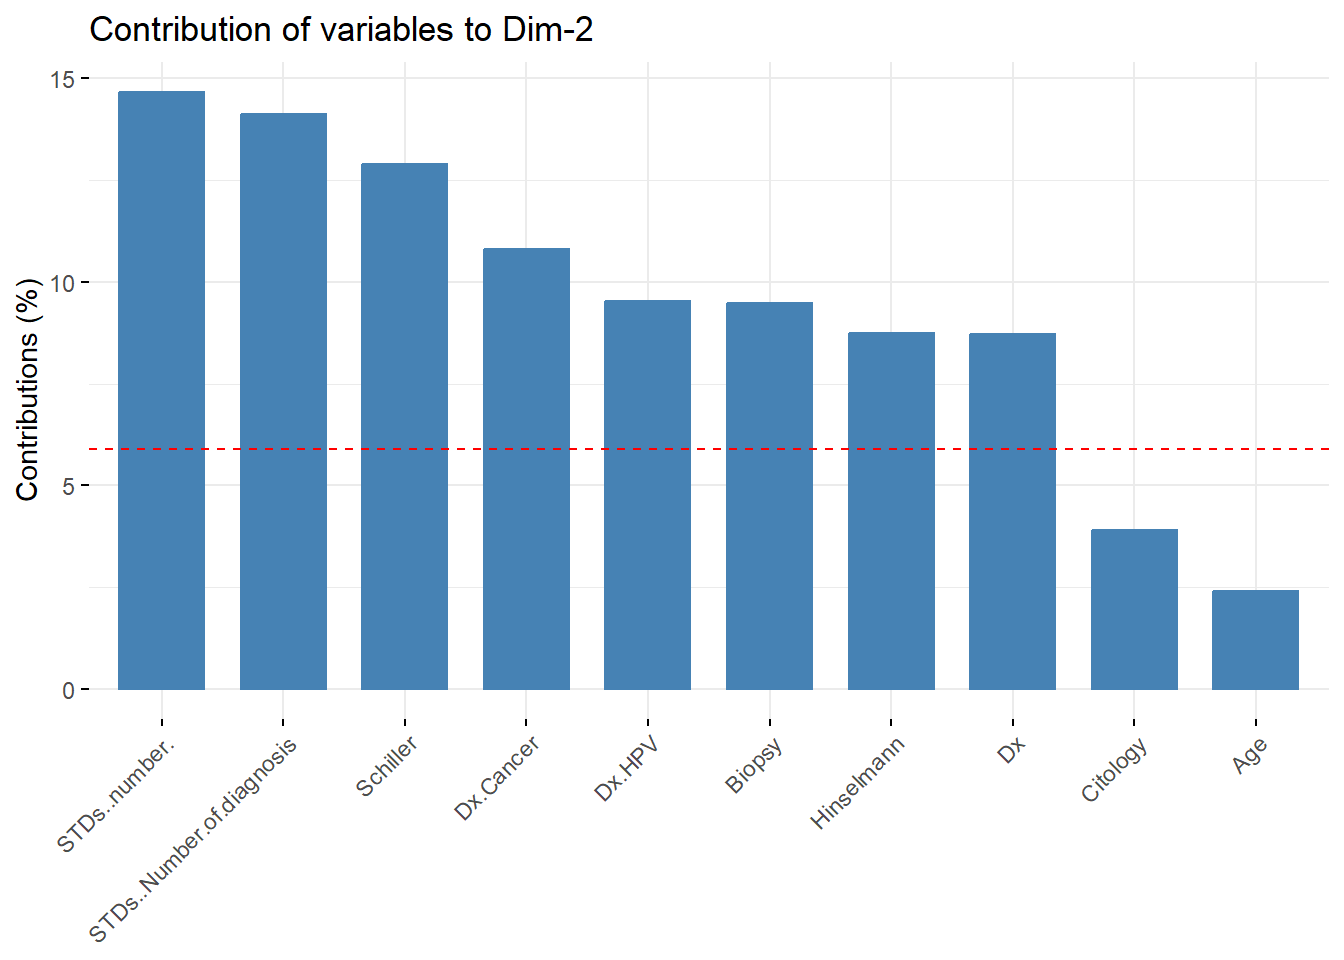 Contribution of variables to Dim-2
Contributions (%)
15
10
5
0
STDs..number.
STDs..Number.of.diagnosis
Schiller
Dx.Cancer
Dx.HPV
Biopsy
Hinselmann
Dx
Citology
Age